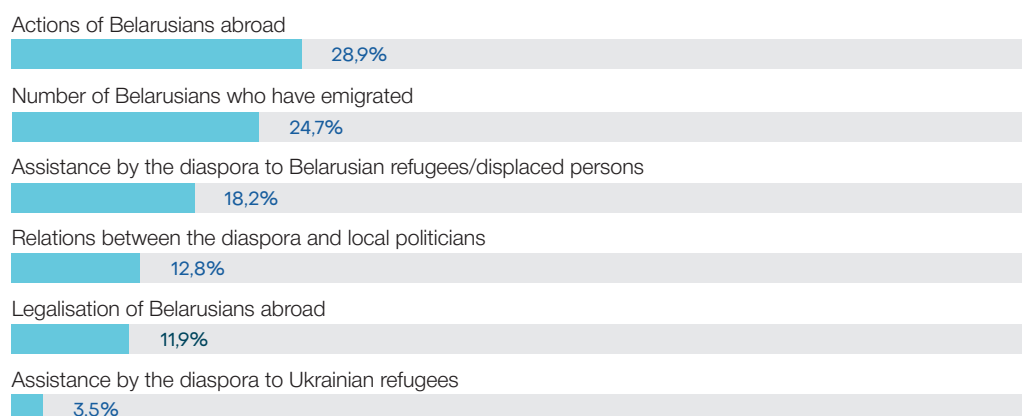 Actions of Belarusians abroad
28,9%
Number of Belarusians who have emigrated
24,7%
Assistance by the diaspora to Belarusian refugees/displaced persons
18,2%
Relations between the diaspora and local politicians
12,8%
Legalisation of Belarusians abroad
11,9%
Assistance by the diaspora to Ukrainian refugees
3,5%